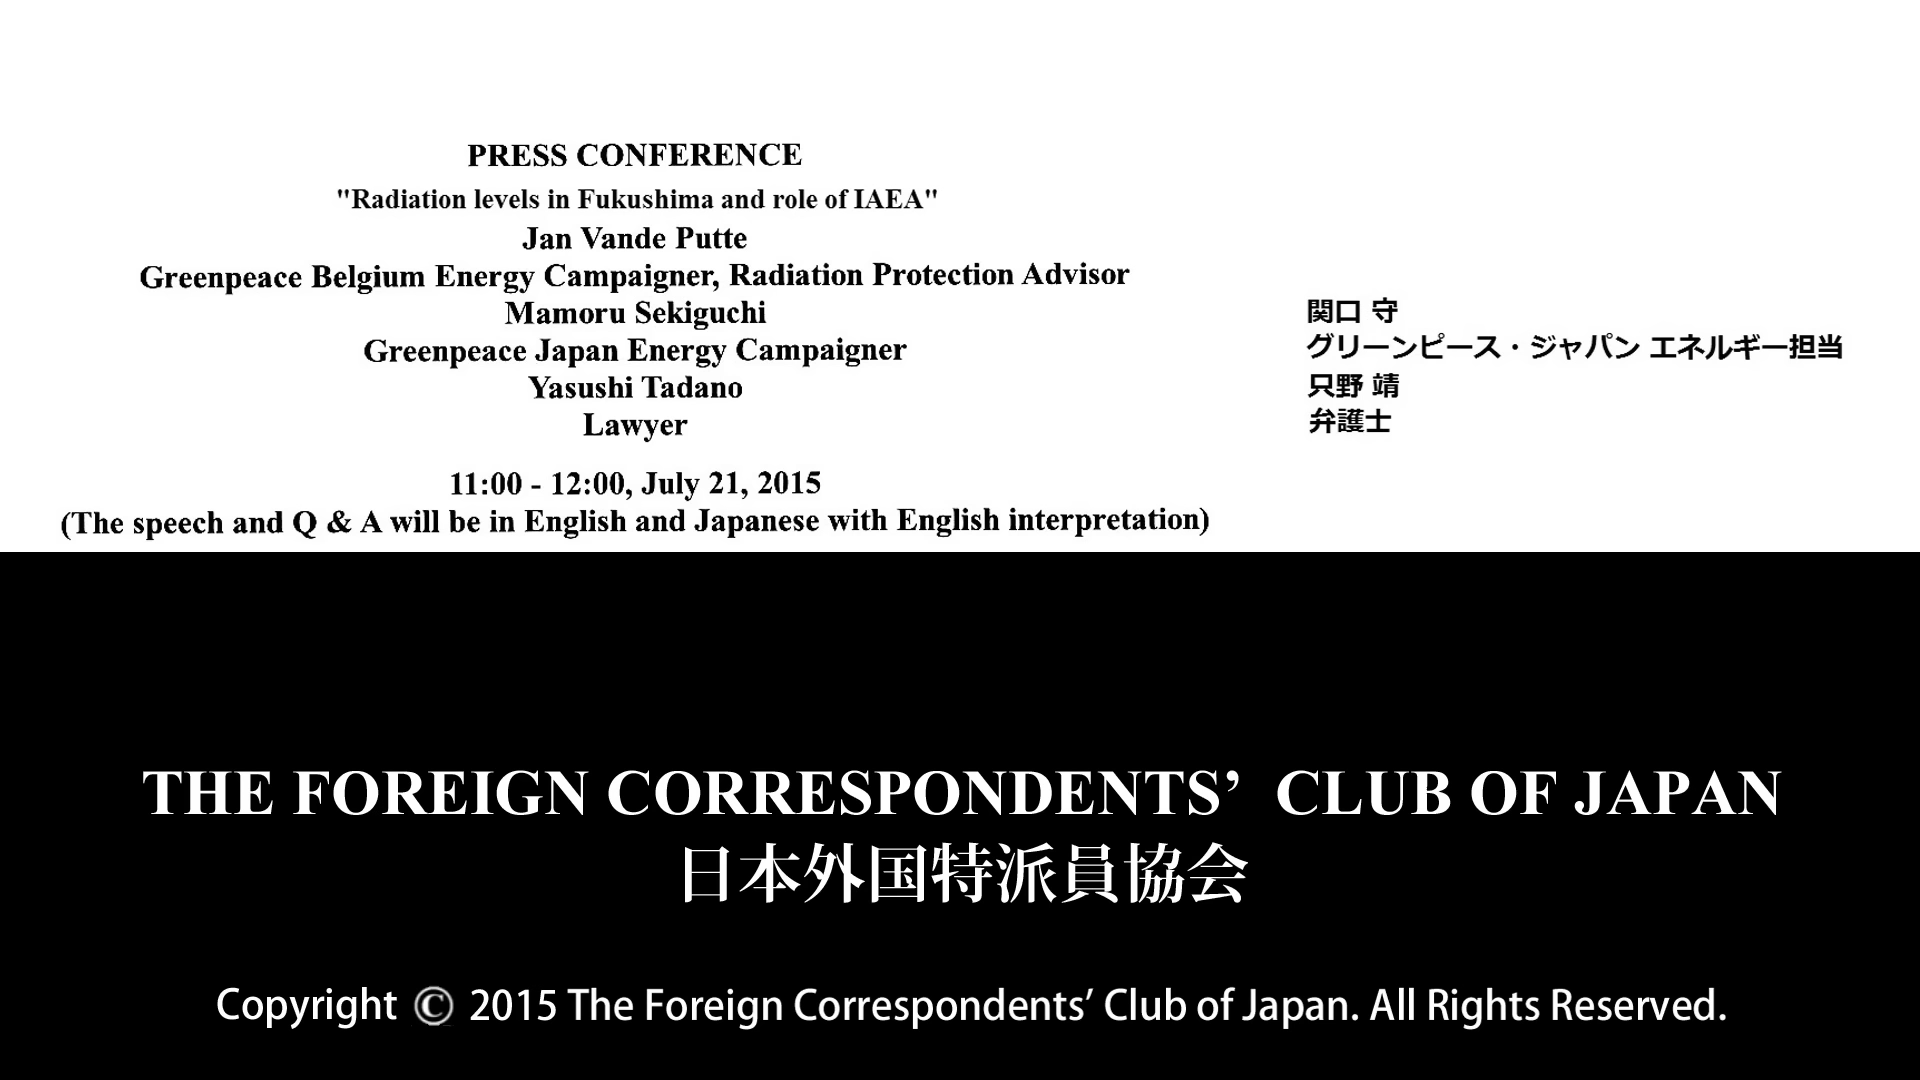 PRESS CONFERENCE
"Radiation levels in Fukushima and role of IAEA"
Jan Vande Putte
Greenpeace Belgium Energy Campaigner, Radiation Protection Advisor
Mamoru Sekiguchi
Greenpeace Japan Energy Campaigner
Yasushi Tadano
Lawyer
11:00 - 12:00, July 21, 2015
(The speech and Q & A will be in English and Japanese with English interpretation)
関口 守
グリーンピース・ジャパン エネルギー担当
只野 靖
弁護士
THE FOREIGN CORRESPONDENTS’ CLUB OF JAPAN
日本外国特派員協会
Copyright © 2015 The Foreign Correspondents’ Club of Japan. All Rights Reserved.